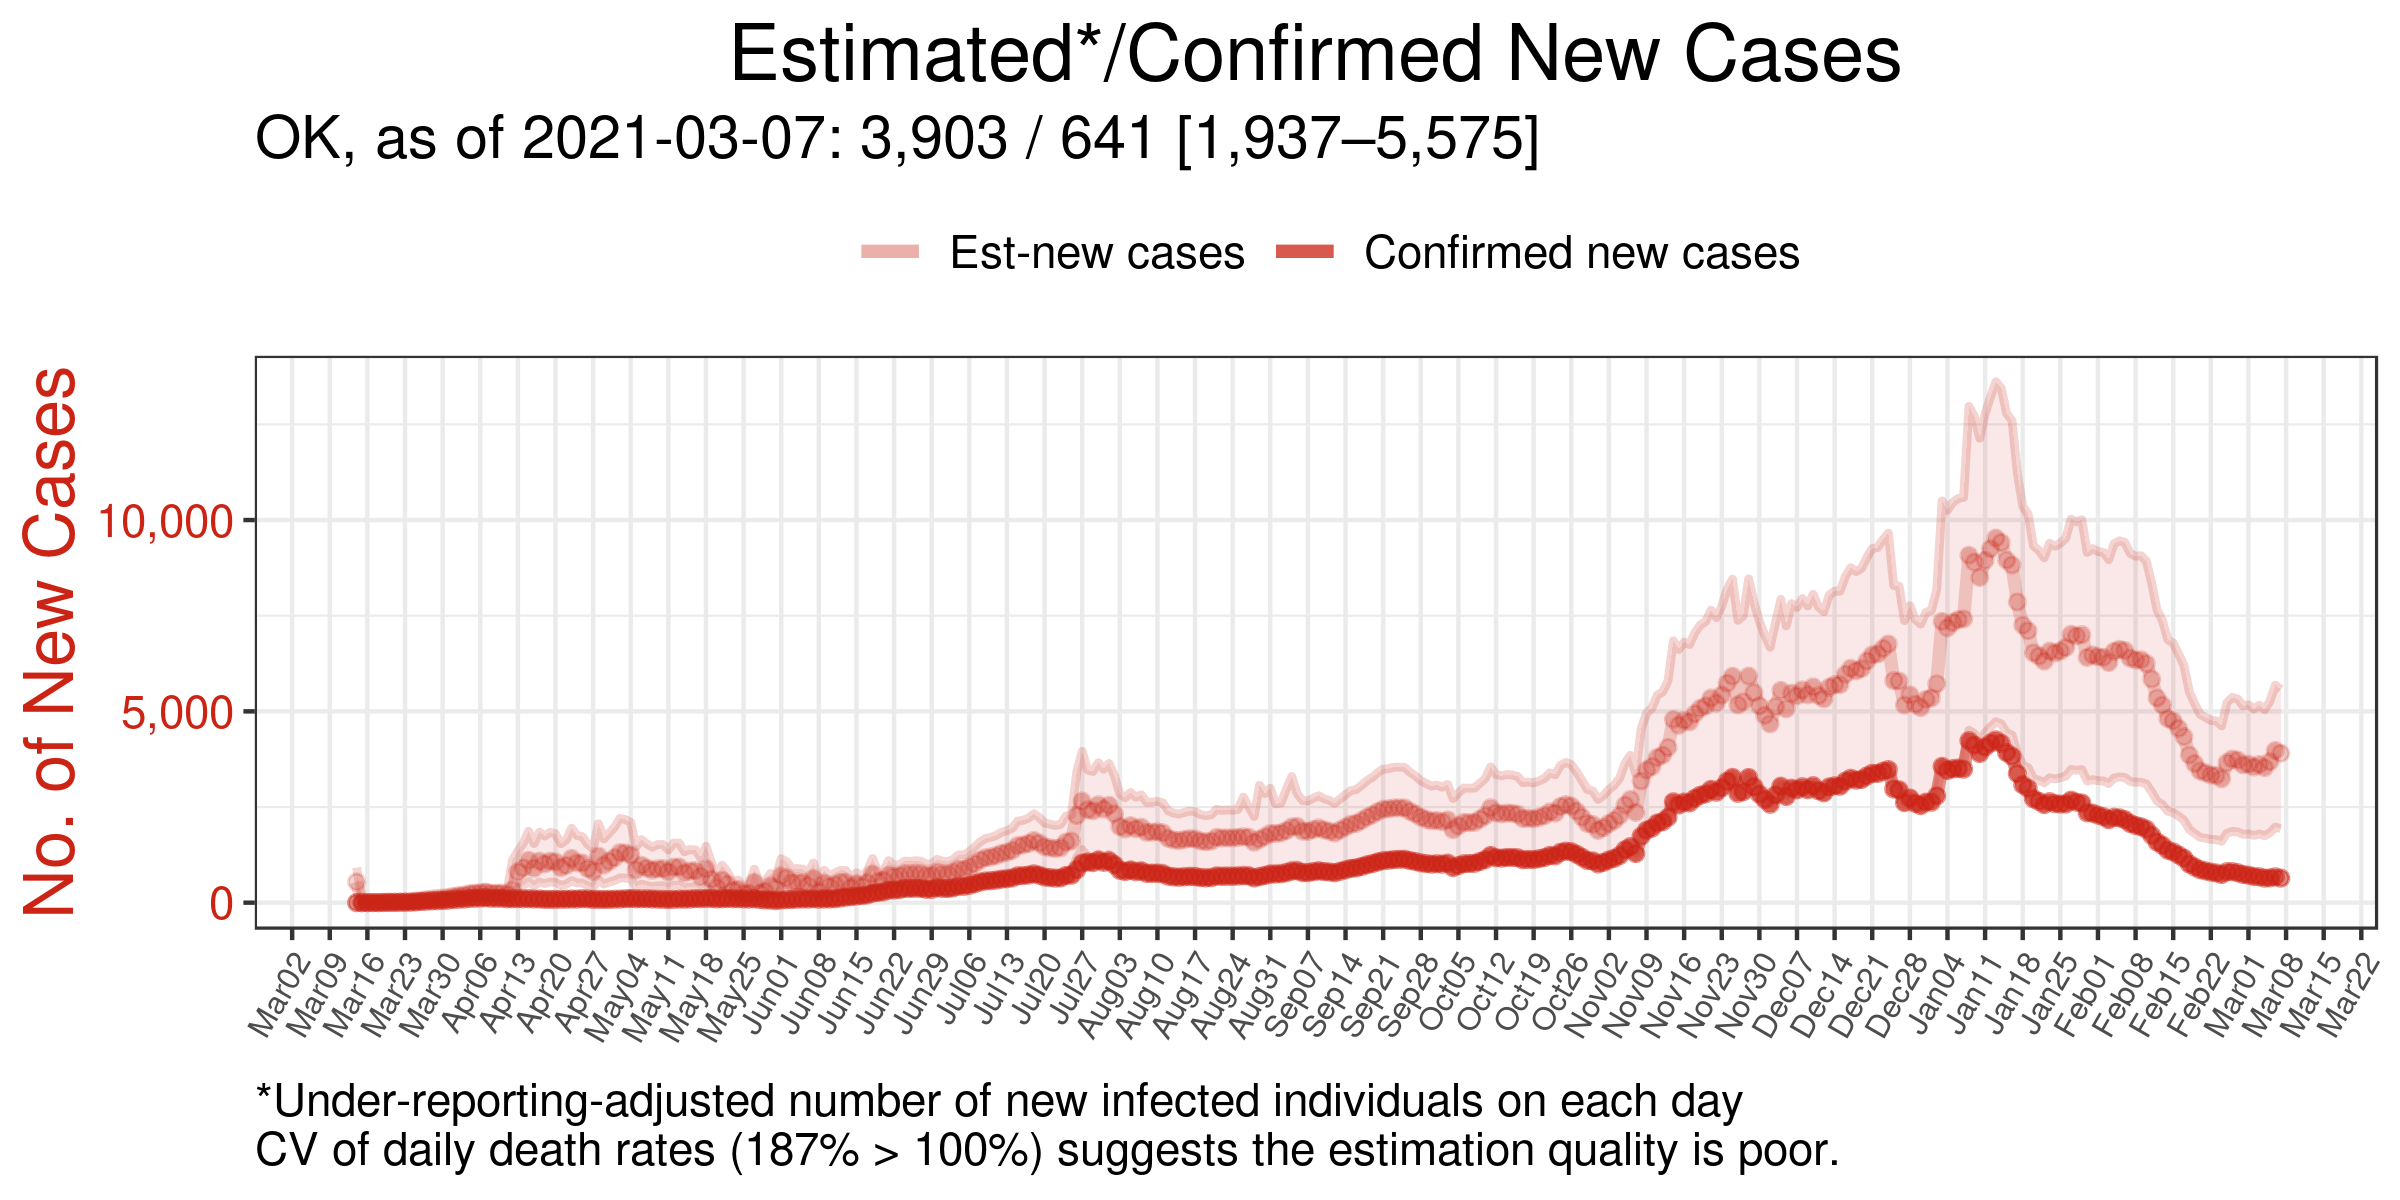 Estimated*/Confirmed New Cases
OK, as of 2021-03-07: 3,903 / 641 [1,937–5,575]
Est-new cases Confirmed new cases
No. of New Cases
10,000
5,000
0
Mar02 Mar09 Mar16 Mar23 Mar30 Apr06 Apr13 Apr20 Apr27 May04 May11 May18 May25 Jun01 Jun08 Jun15 Jun22 Jun29 Jul06 Jul13 Jul20 Jul27 Aug03 Aug10 Aug17 Aug24 Aug31 Sep07 Sep14 Sep21 Sep28 Oct05 Oct12 Oct19 Oct26 Nov02 Nov09 Nov16 Nov23 Nov30 Dec07 Dec14 Dec21 Dec28 Jan04 Jan11 Jan18 Jan25 Feb01 Feb08 Feb15 Feb22 Mar01 Mar08 Mar15 Mar22
*Under-reporting-adjusted number of new infected individuals on each day
CV of daily death rates (187% > 100%) suggests the estimation quality is poor.